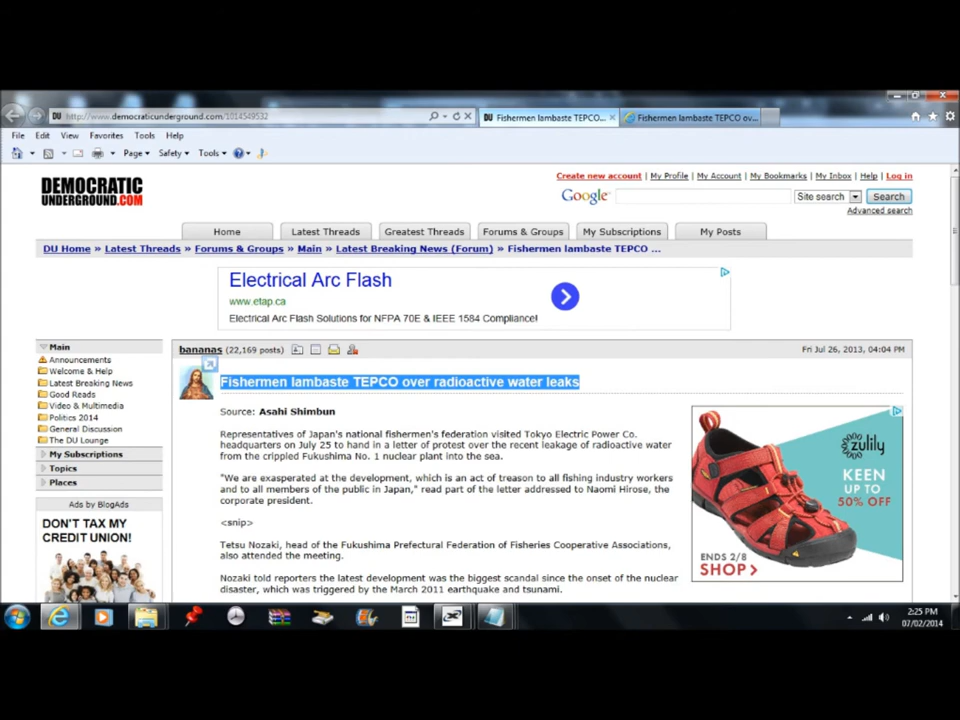 DU http://www.democraticunderground.com/1014549532
DU Fishermen lambaste TEPCO...
Fishermen lambaste TEPCO ov...
File Edit View Favorites Tools Help
Page Safety Tools
DEMOCRATIC
UNDERGROUND.COM
Create new account | My Profile | My Account | My Bookmarks | My Inbox | Help | Log in
Google Site search Search
Advanced search
Home Latest Threads Greatest Threads Forums & Groups My Subscriptions My Posts
DU Home » Latest Threads » Forums & Groups » Main » Latest Breaking News (Forum) » Fishermen lambaste TEPCO ...
Electrical Arc Flash
www.etap.ca
Electrical Arc Flash Solutions for NFPA 70E & IEEE 1584 Compliance!
Main
Announcements
Welcome & Help
Latest Breaking News
Good Reads
Video & Multimedia
Politics 2014
General Discussion
The DU Lounge
My Subscriptions
Topics
Places
Ads by BlogAds
DON'T TAX MY
CREDIT UNION!
bananas (22,169 posts)
Fri Jul 26, 2013, 04:04 PM
Fishermen lambaste TEPCO over radioactive water leaks
Source: Asahi Shimbun
Representatives of Japan's national fishermen's federation visited Tokyo Electric Power Co.
headquarters on July 25 to hand in a letter of protest over the recent leakage of radioactive water
from the crippled Fukushima No. 1 nuclear plant into the sea.
"We are exasperated at the development, which is an act of treason to all fishing industry workers
and to all members of the public in Japan," read part of the letter addressed to Naomi Hirose, the
corporate president.
<snip>
Tetsu Nozaki, head of the Fukushima Prefectural Federation of Fisheries Cooperative Associations,
also attended the meeting.
Nozaki told reporters the latest development was the biggest scandal since the onset of the nuclear
disaster, which was triggered by the March 2011 earthquake and tsunami.
zulily
KEEN
UP TO
50% OFF
ENDS 2/8
SHOP
2:25 PM
07/02/2014